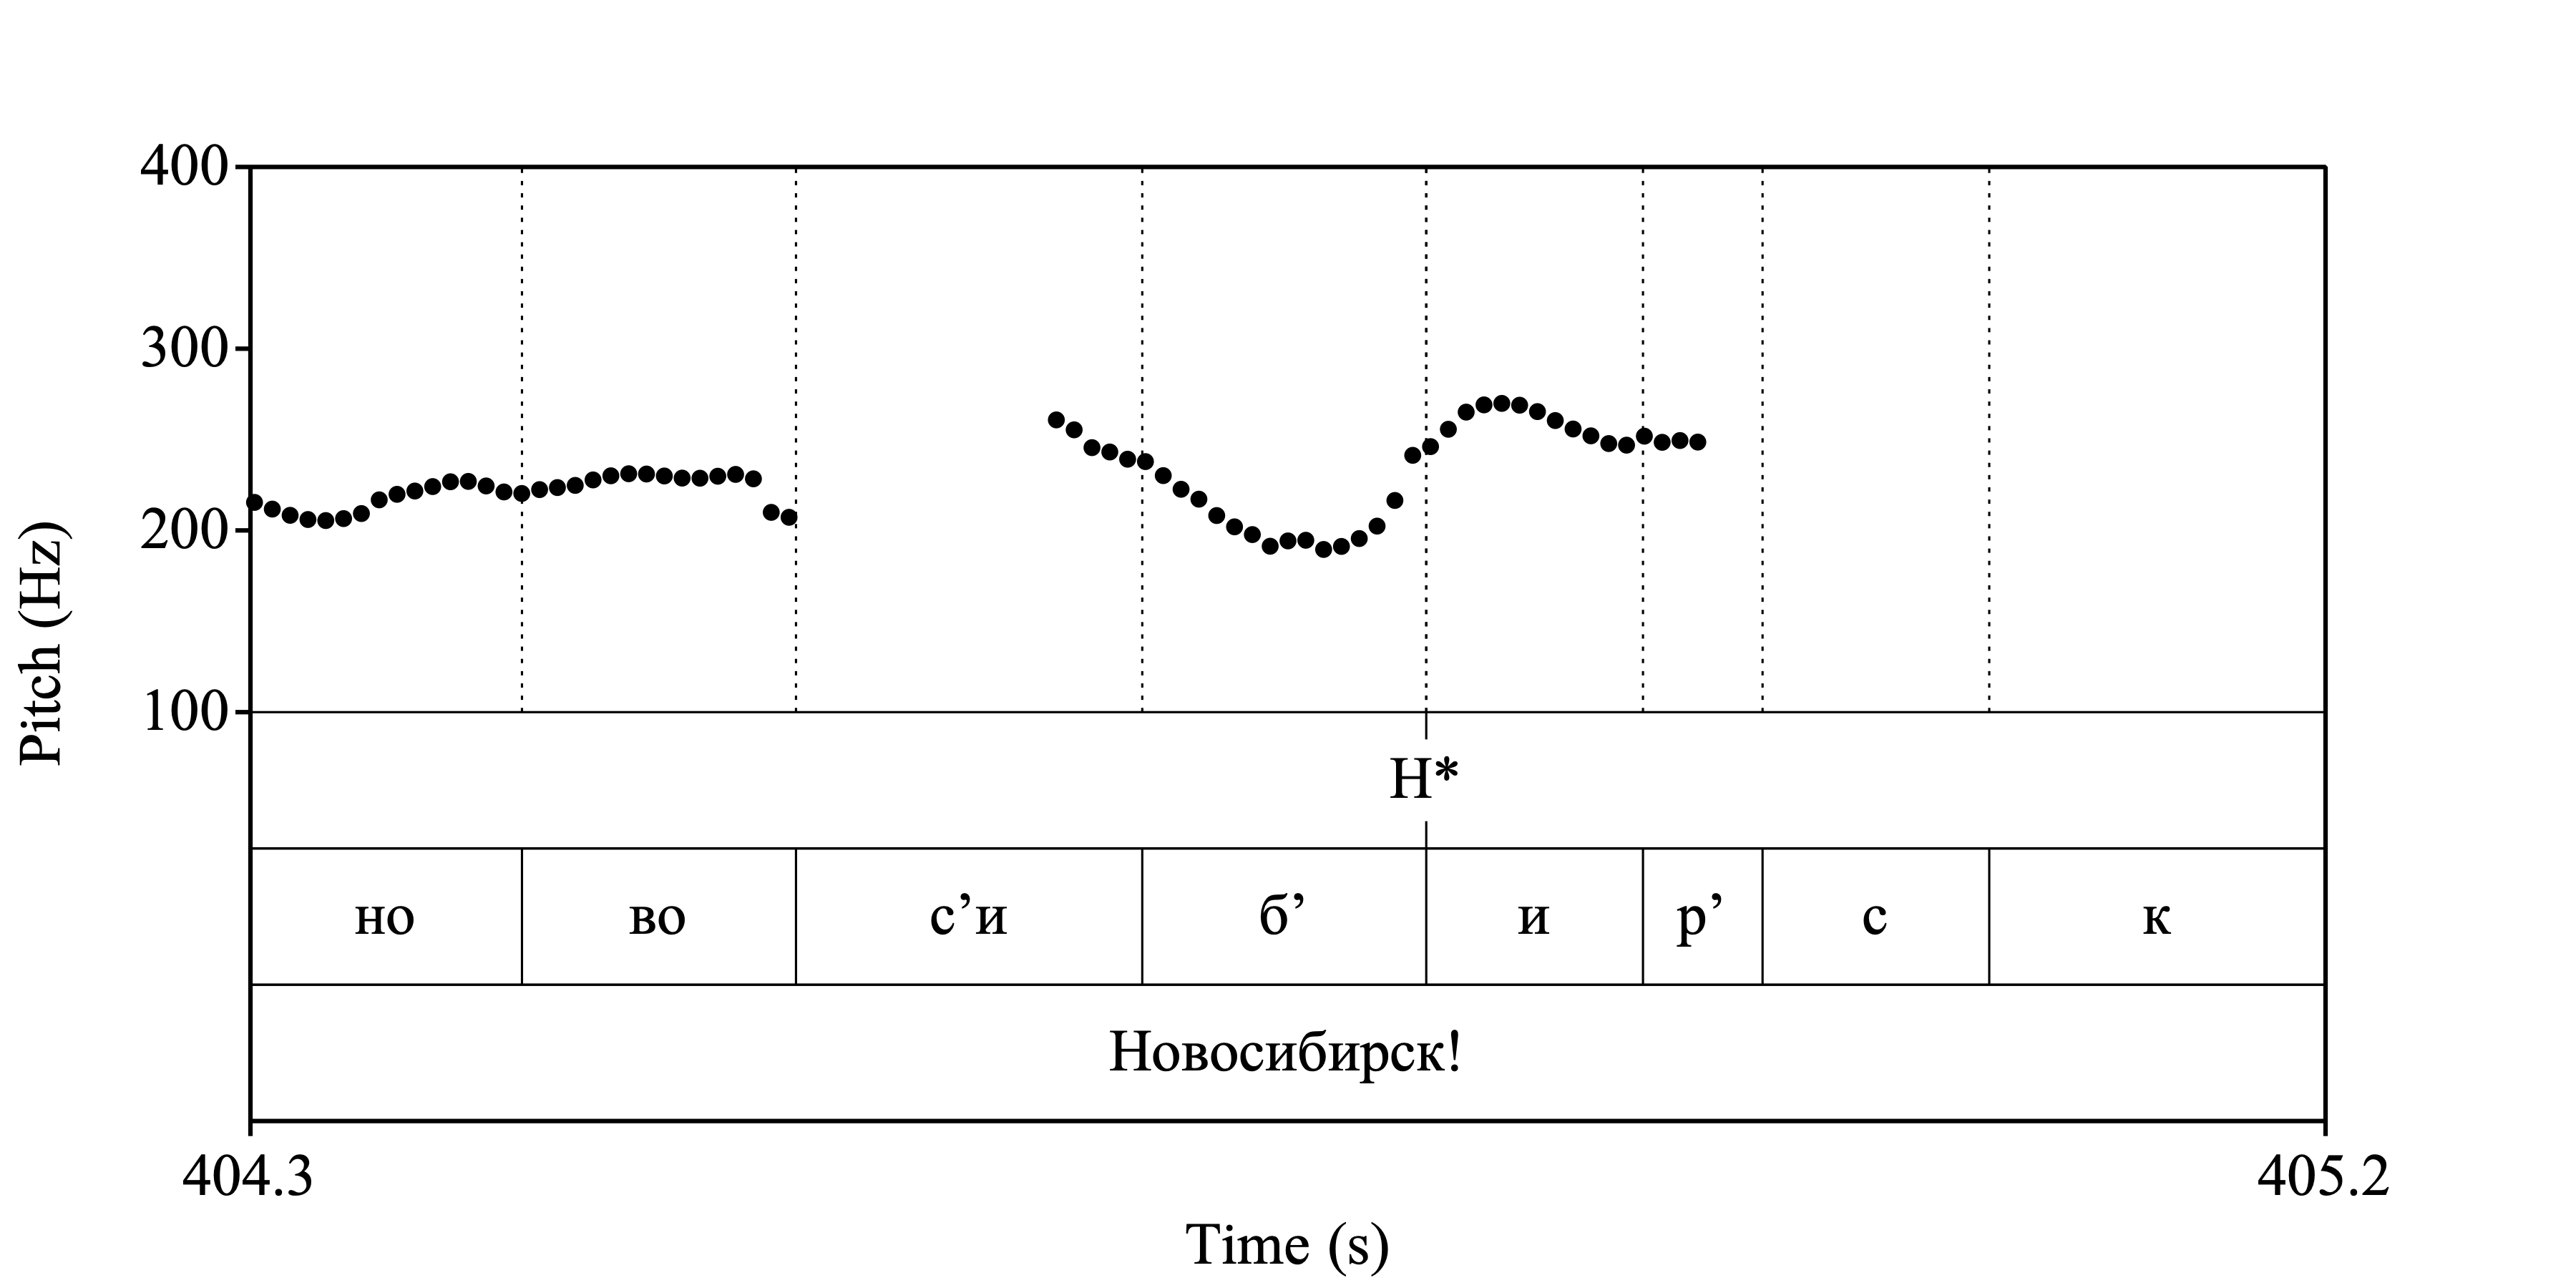 400
300
200
100
Pitch (Hz)
H*
но во с’и б’ и р’ с к
Новосибирск!
404.3 405.2
Time (s)